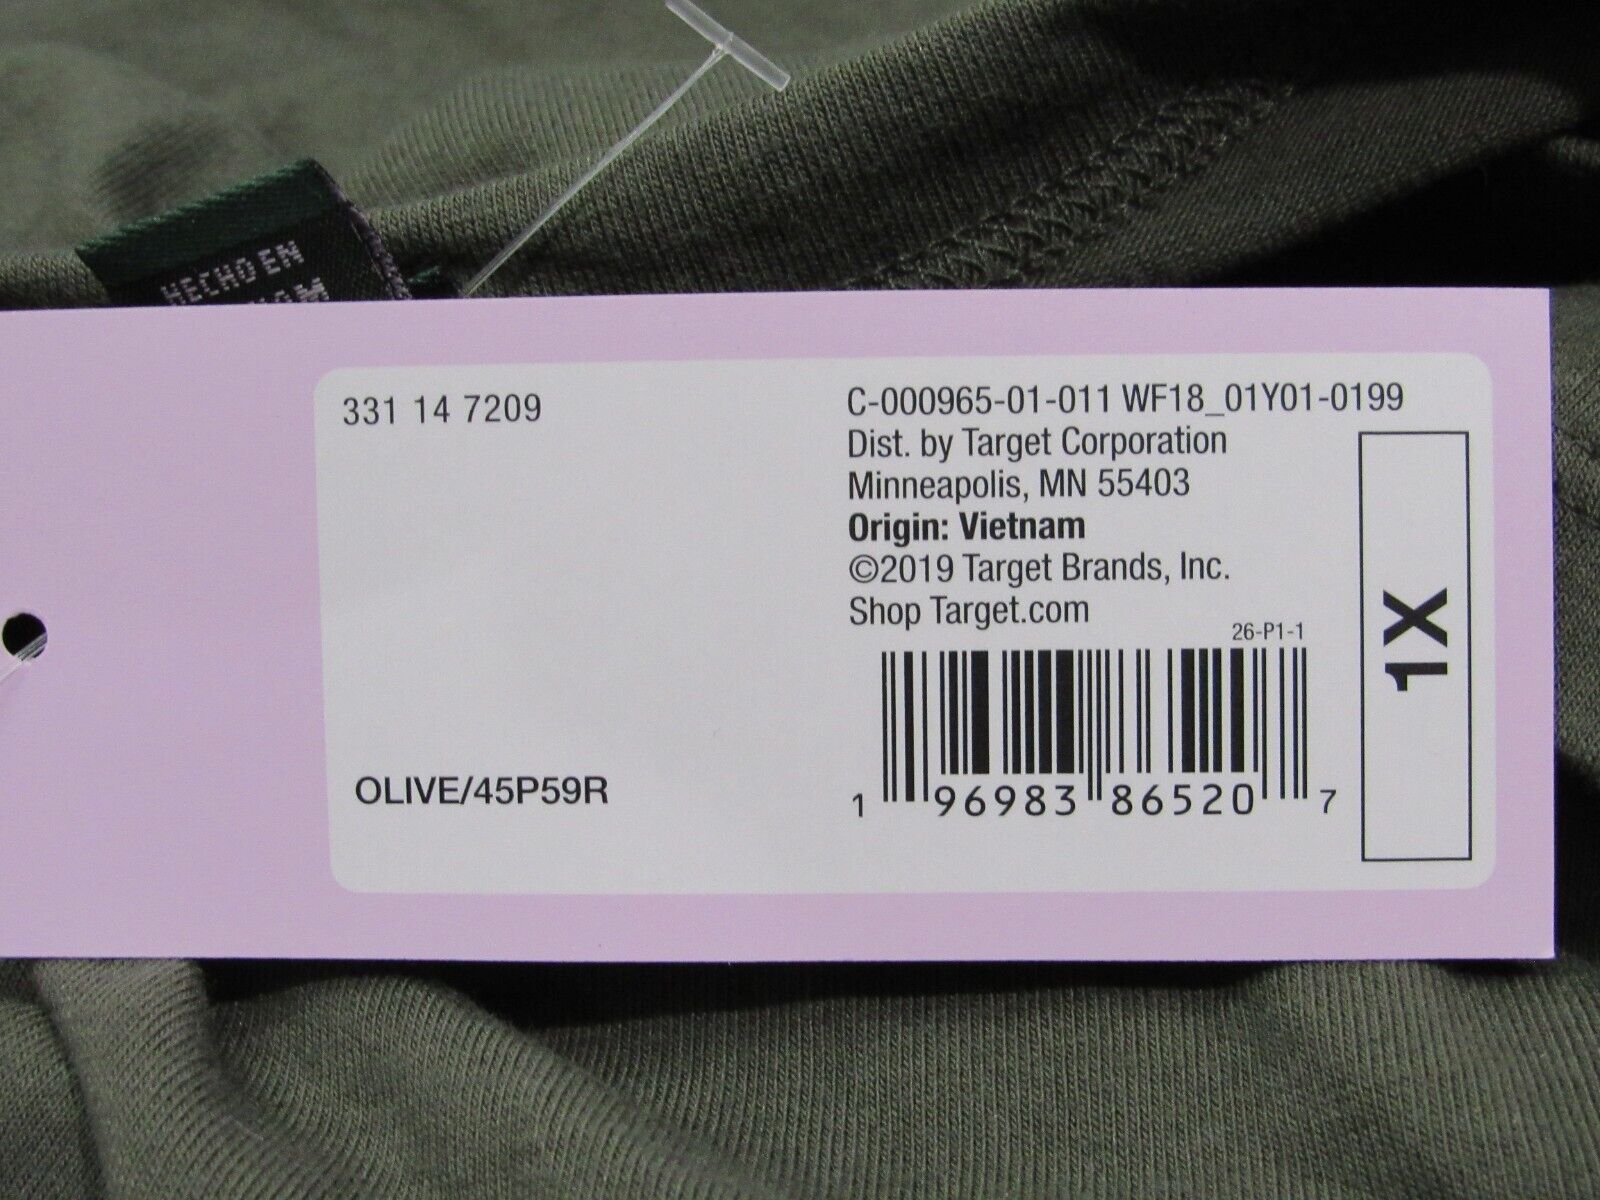 HECHO EN
331 14 7209
C-000965-01-011 WF18_01Y01-0199
Dist. by Target Corporation
Minneapolis, MN 55403
Origin: Vietnam
©2019 Target Brands, Inc.
Shop Target.com
26-P1-1
1 96983 86520 7
1X
OLIVE/45P59R